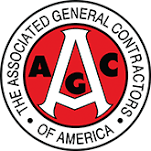 · THE ASSOCIATED GENERAL CONTRACTORS ·
AGC
OF AMERICA